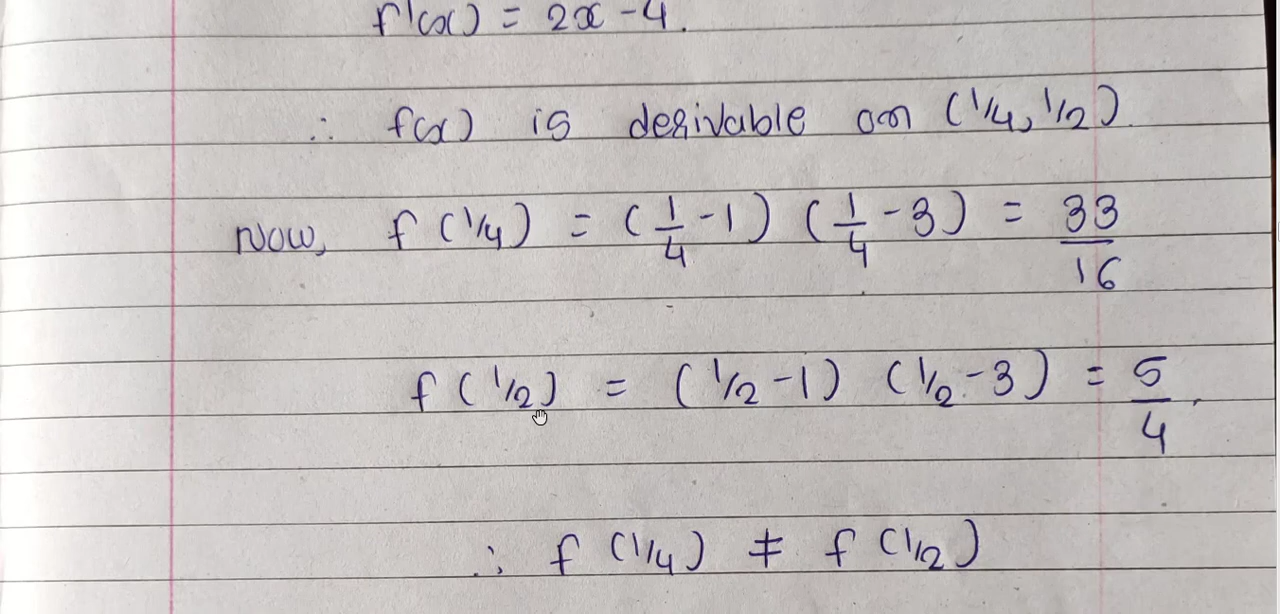 f'(x) = 2x - 4.
∴ f(x) is derivable on (1/4, 1/2)
Now, f (1/4) = (1/4 - 1) (1/4 - 3) = 33/16
f (1/2) = (1/2 - 1) (1/2 - 3) = 5/4.
∴ f (1/4) ≠ f (1/2)